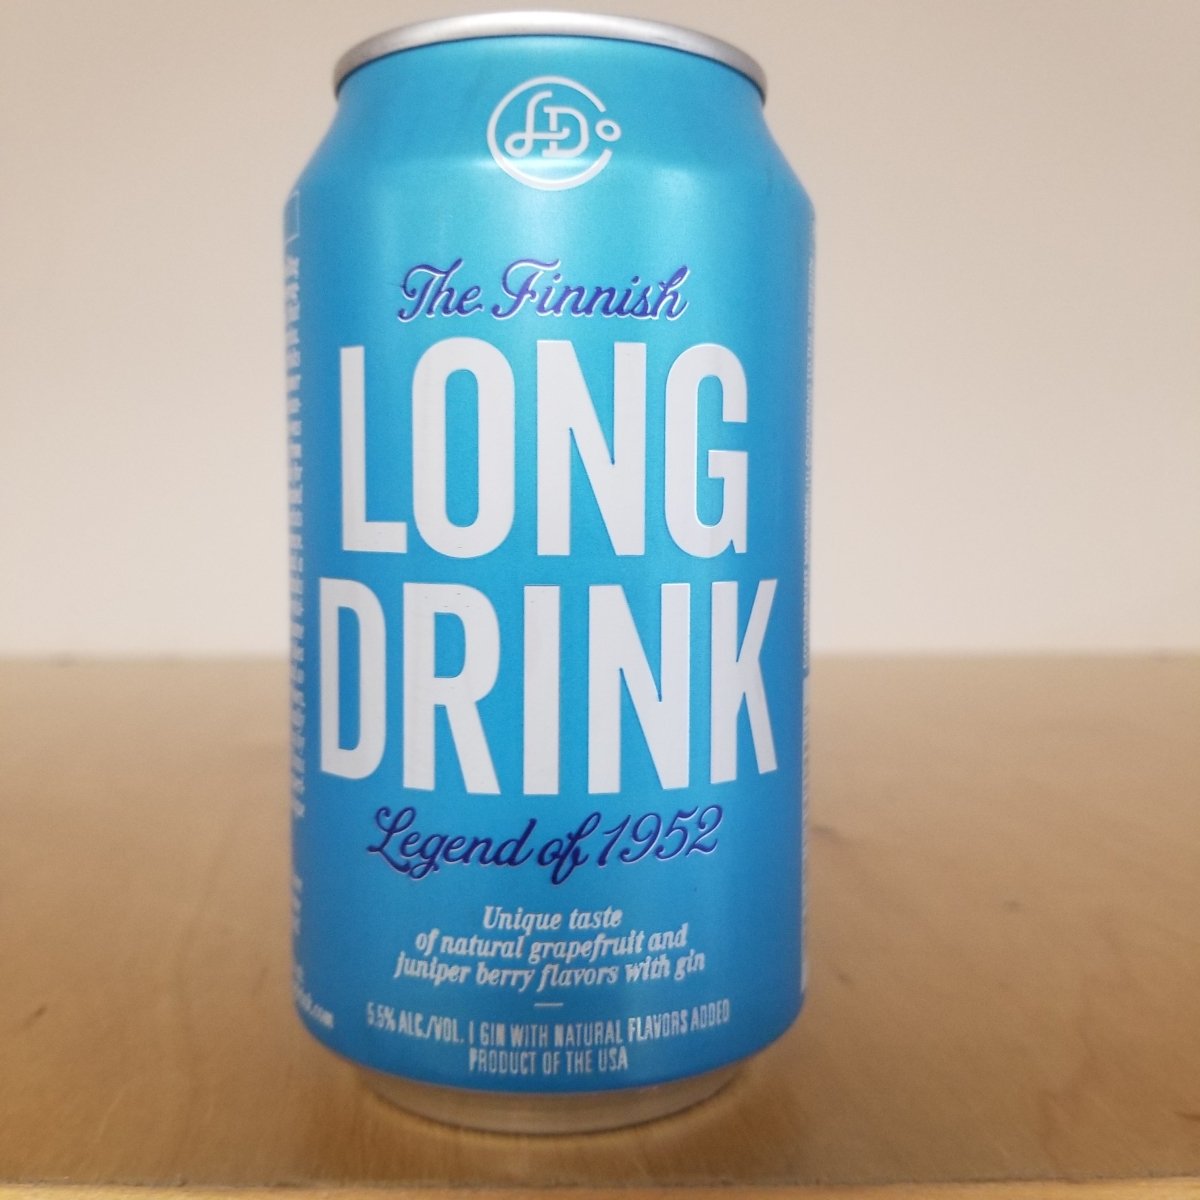 LDCo
The Finnish
LONG
DRINK
Legend of 1952
Unique taste
of natural grapefruit and
juniper berry flavors with gin
5.5% ALC./VOL. | GIN WITH NATURAL FLAVORS ADDED
PRODUCT OF THE USA